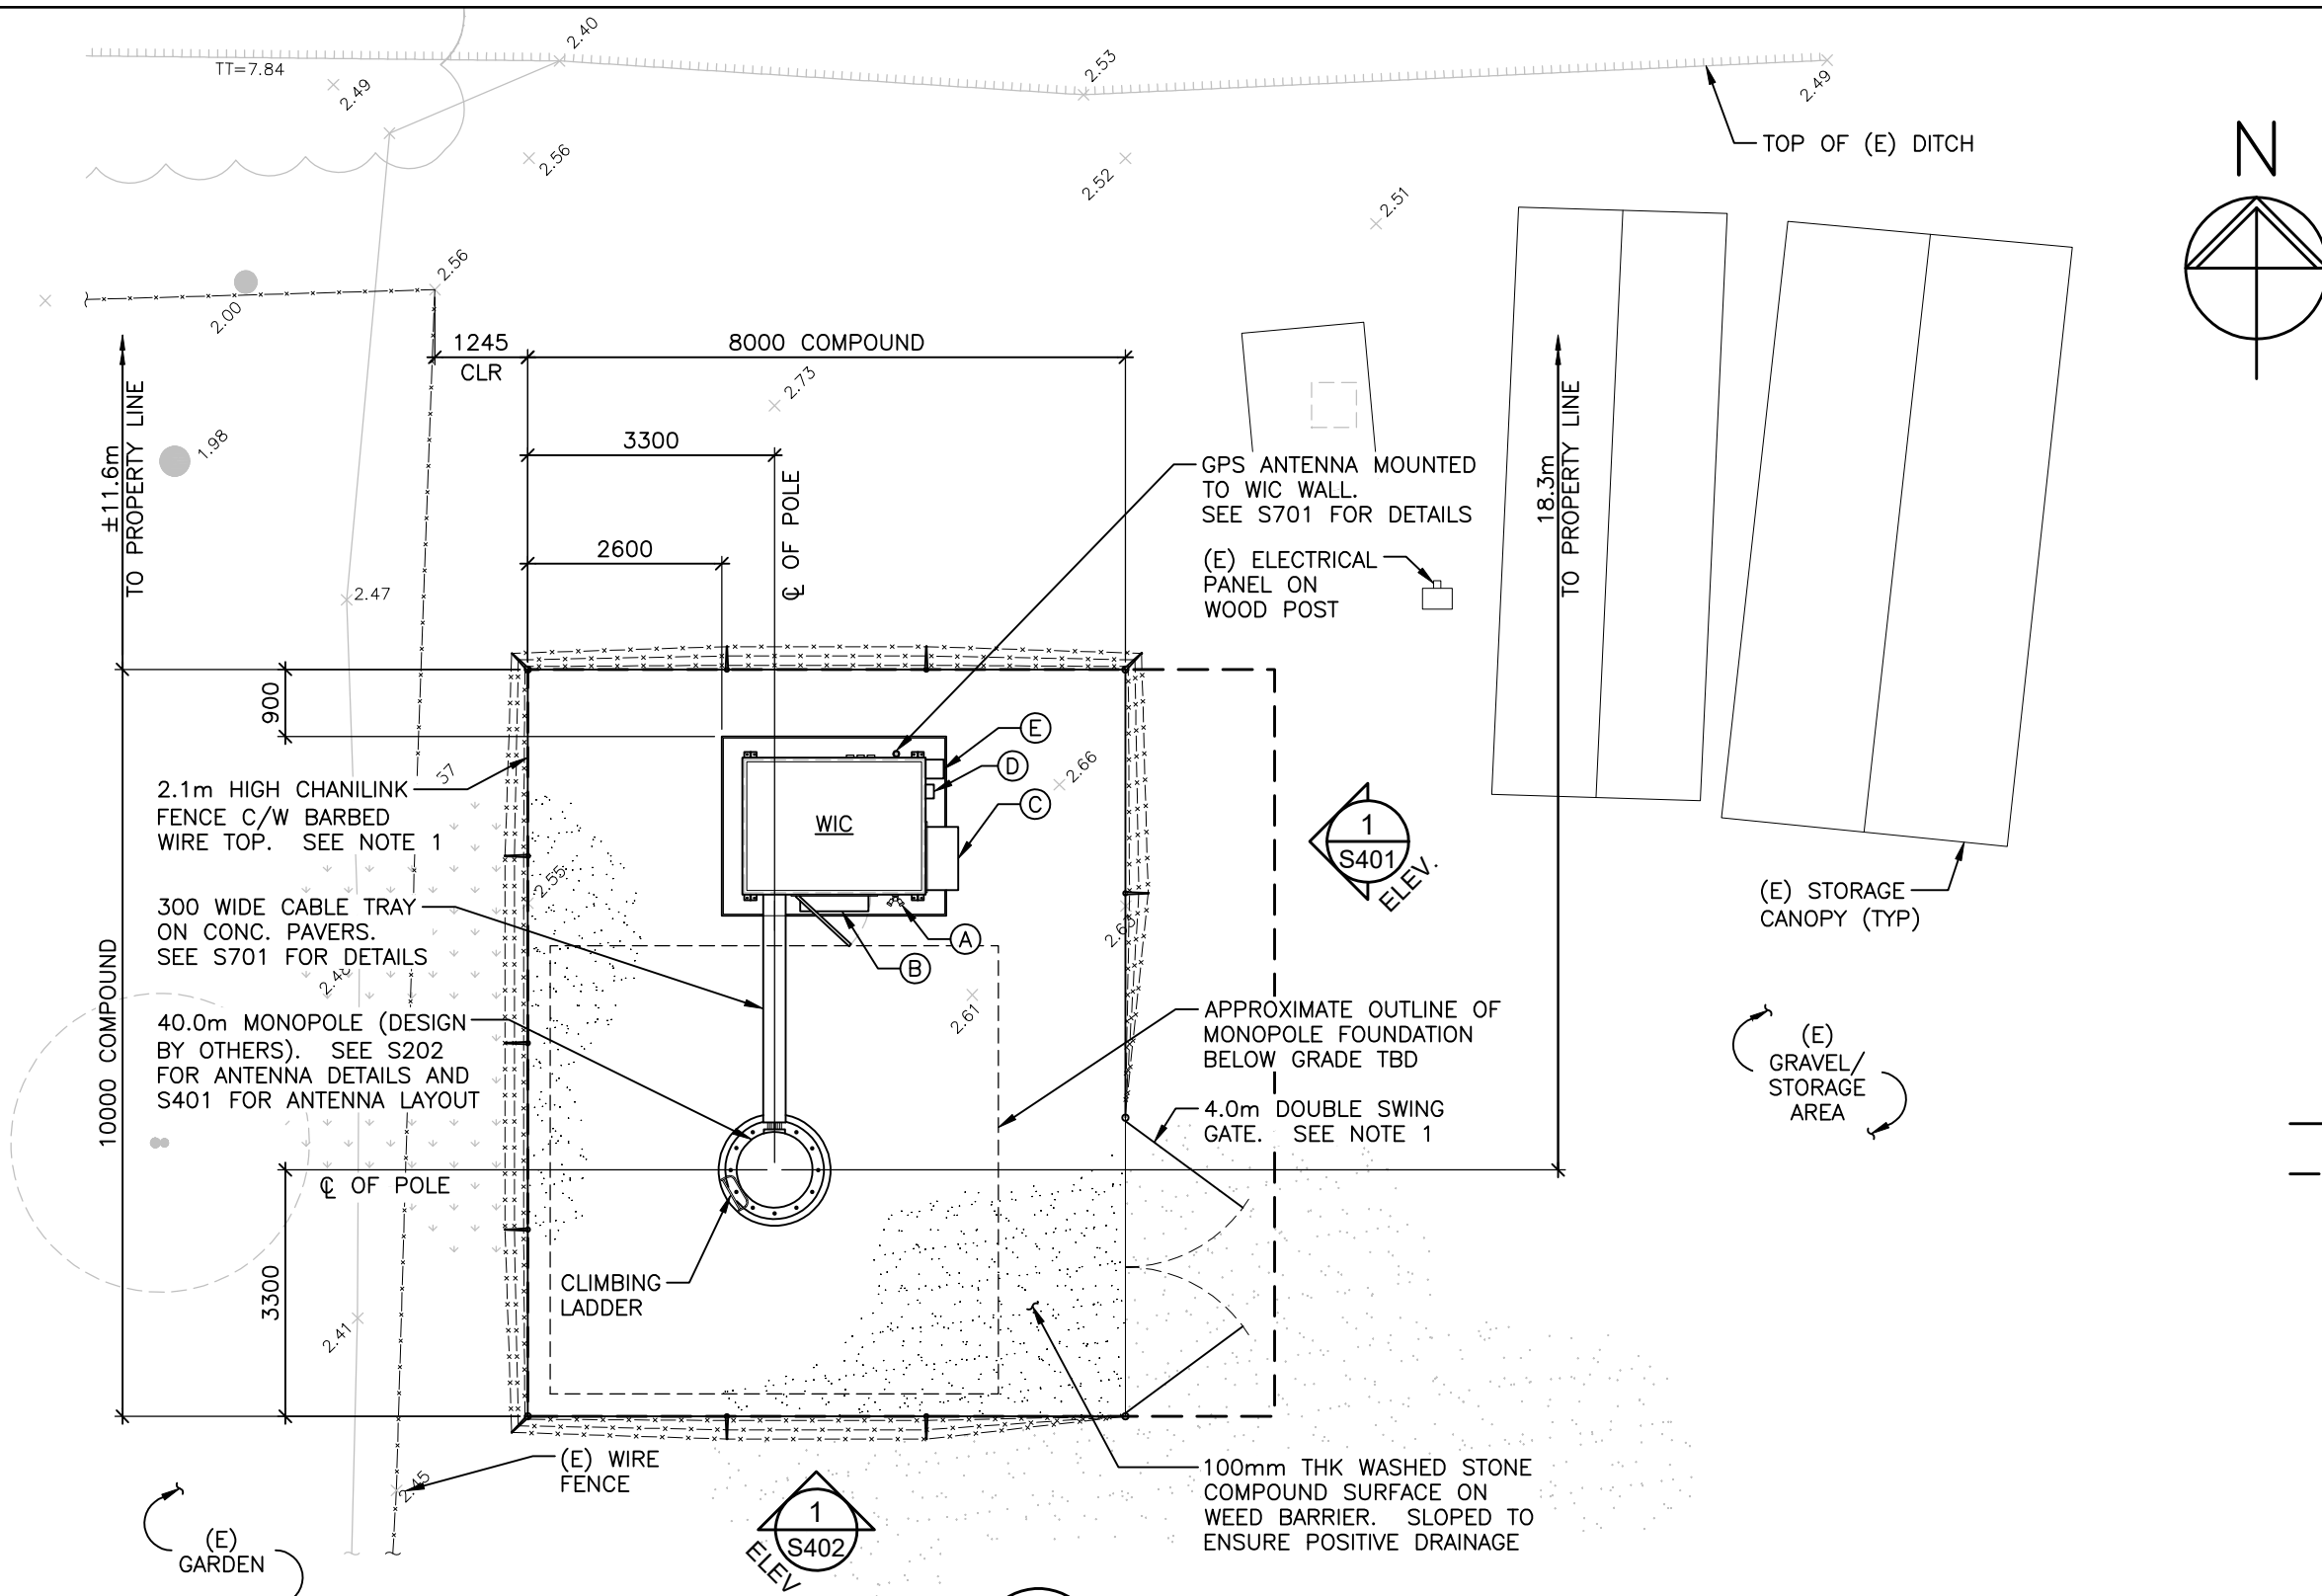 2.40
TT=7.84
2.49
2.53
2.49
TOP OF (E) DITCH
N
2.56
2.52
2.51
2.56
2.00
1245
CLR
8000 COMPOUND
2.73
±11.6m
TO PROPERTY LINE
1.98
3300
℄ OF POLE
2600
GPS ANTENNA MOUNTED
TO WIC WALL.
SEE S701 FOR DETAILS
18.3m
TO PROPERTY LINE
(E) ELECTRICAL
PANEL ON
WOOD POST
2.47
900
E
D
C
2.66
57
2.1m HIGH CHANILINK
FENCE C/W BARBED
WIRE TOP. SEE NOTE 1
WIC
1
S401
ELEV.
2.55
(E) STORAGE
CANOPY (TYP)
300 WIDE CABLE TRAY
ON CONC. PAVERS.
SEE S701 FOR DETAILS
2.63
A
B
2.48
10000 COMPOUND
40.0m MONOPOLE (DESIGN
BY OTHERS). SEE S202
FOR ANTENNA DETAILS AND
S401 FOR ANTENNA LAYOUT
2.61
APPROXIMATE OUTLINE OF
MONOPOLE FOUNDATION
BELOW GRADE TBD
(E)
GRAVEL/
STORAGE
AREA
4.0m DOUBLE SWING
GATE. SEE NOTE 1
℄ OF POLE
3300
CLIMBING
LADDER
2.41
(E) WIRE
FENCE
2.45
100mm THK WASHED STONE
COMPOUND SURFACE ON
WEED BARRIER. SLOPED TO
ENSURE POSITIVE DRAINAGE
1
S402
ELEV
(E)
GARDEN